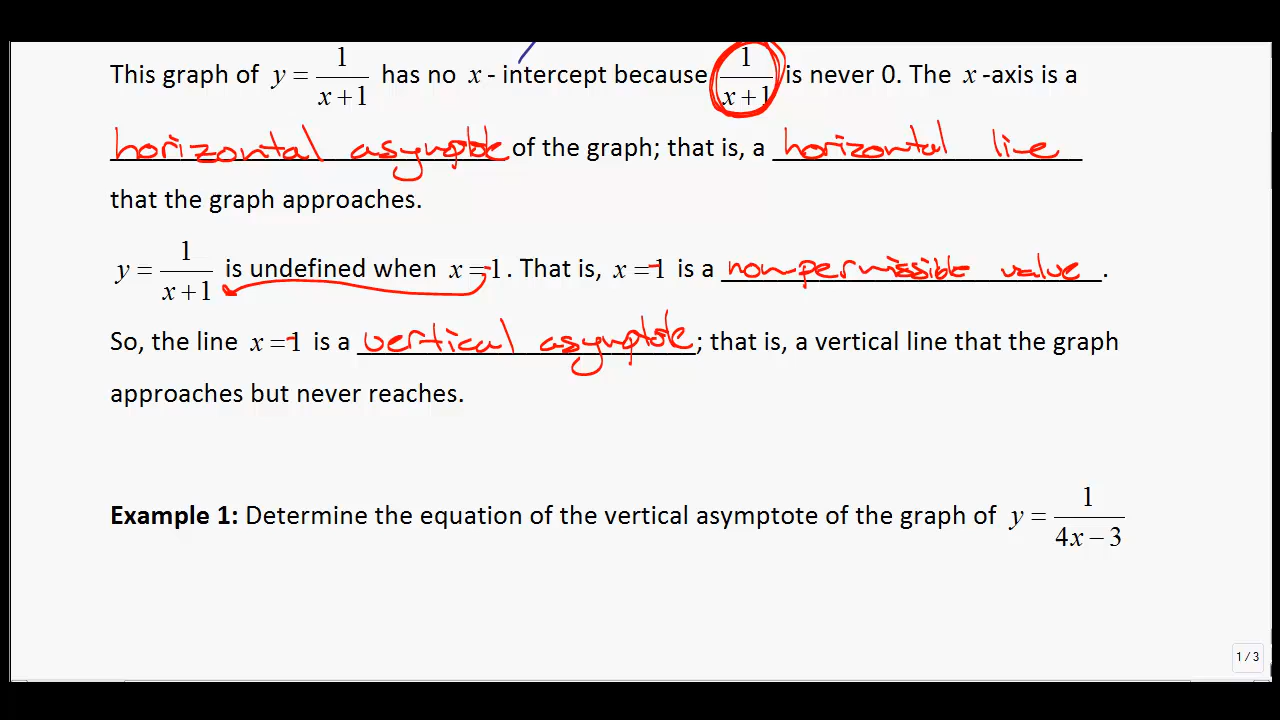 This graph of y = 1/(x+1) has no x - intercept because 1/(x+1) is never 0. The x -axis is a
horizontal asymptote of the graph; that is, a horizontal line
that the graph approaches.
y = 1/(x+1) is undefined when x =-1. That is, x =-1 is a non-permissible value.
So, the line x =-1 is a vertical asymptote; that is, a vertical line that the graph
approaches but never reaches.
Example 1: Determine the equation of the vertical asymptote of the graph of y = 1/(4x − 3)
1/3